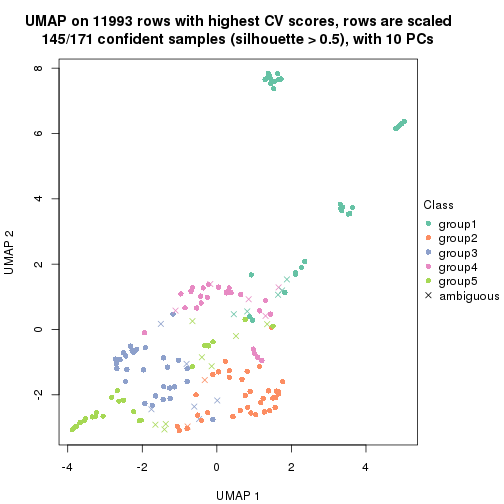 UMAP on 11993 rows with highest CV scores, rows are scaled
145/171 confident samples (silhouette > 0.5), with 10 PCs
8
6
4
2
0
-2
UMAP 2
-4
-2
0
2
4
UMAP 1
Class
group1
group2
group3
group4
group5
ambiguous